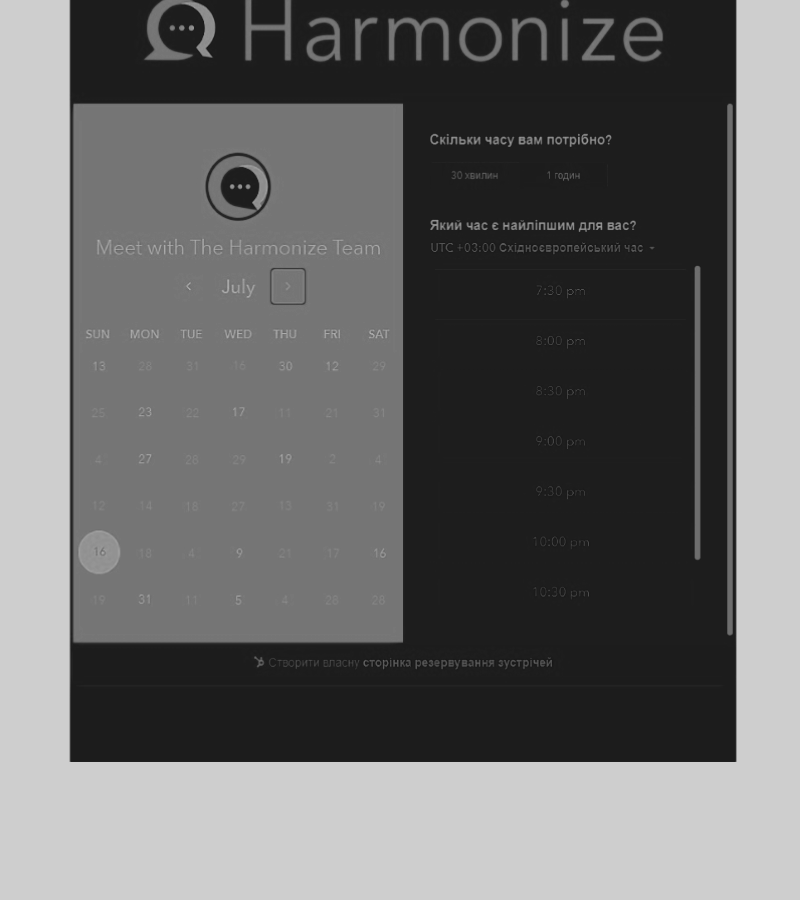 Harmonize
Meet with The Harmonize Team
July
SUN MON TUE WED THU FRI SAT
13 28 31 16 30 12 29
25 23 22 17 11 21 31
4 27 28 29 19 2 4
12 14 18 27 13 31 19
16 18 4 9 21 17 16
19 31 11 5 4 28 28
Скільки часу вам потрібно?
30 хвилин 1 годин
Який час є найліпшим для вас?
UTC +03:00 Східноєвропейський час
7:30 pm
8:00 pm
8:30 pm
9:00 pm
9:30 pm
10:00 pm
10:30 pm
Створити власну сторінка резервування зустрічей